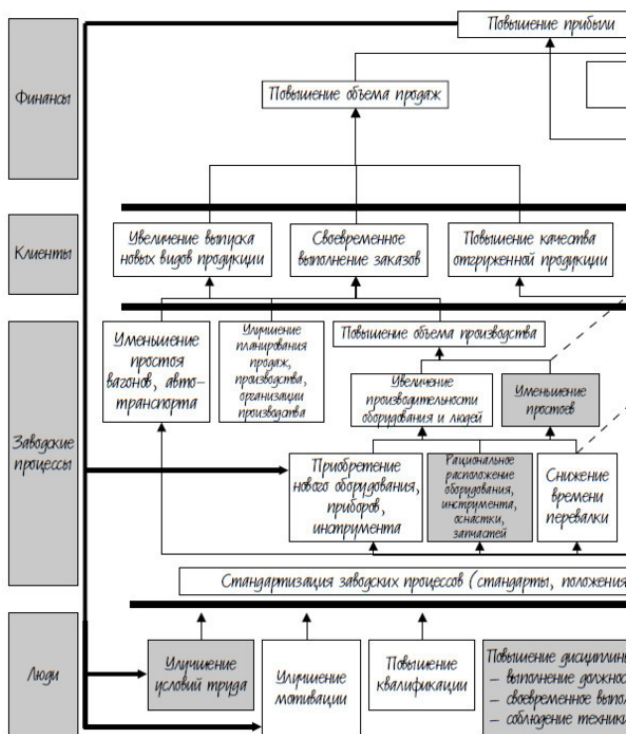 Повышение прибыли
Финансы
Повышение объема продаж
Клиенты
Увеличение выпуска
новых видов продукции
Своевременное
выполнение заказов
Повышение качества
отгруженной продукции
Заводские
процессы
Уменьшение
простоя
вагонов, авто-
транспорта
Улучшение
планирования
продаж,
производства,
организации
производства
Повышение объема производства
Увеличение
производительности
оборудования и людей
Уменьшение
простоев
Приобретение
нового оборудования,
приборов,
инструмента
Рациональное
расположение
оборудования,
инструмента,
оснастки,
запчастей
Снижение
времени
перевалки
Стандартизация заводских процессов (стандарты, положения
Люди
Улучшение
условий труда
Улучшение
мотивации
Повышение
квалификации
Повышение дисциплины
– выполнение должнос
– своевременное выпол
– соблюдение техники